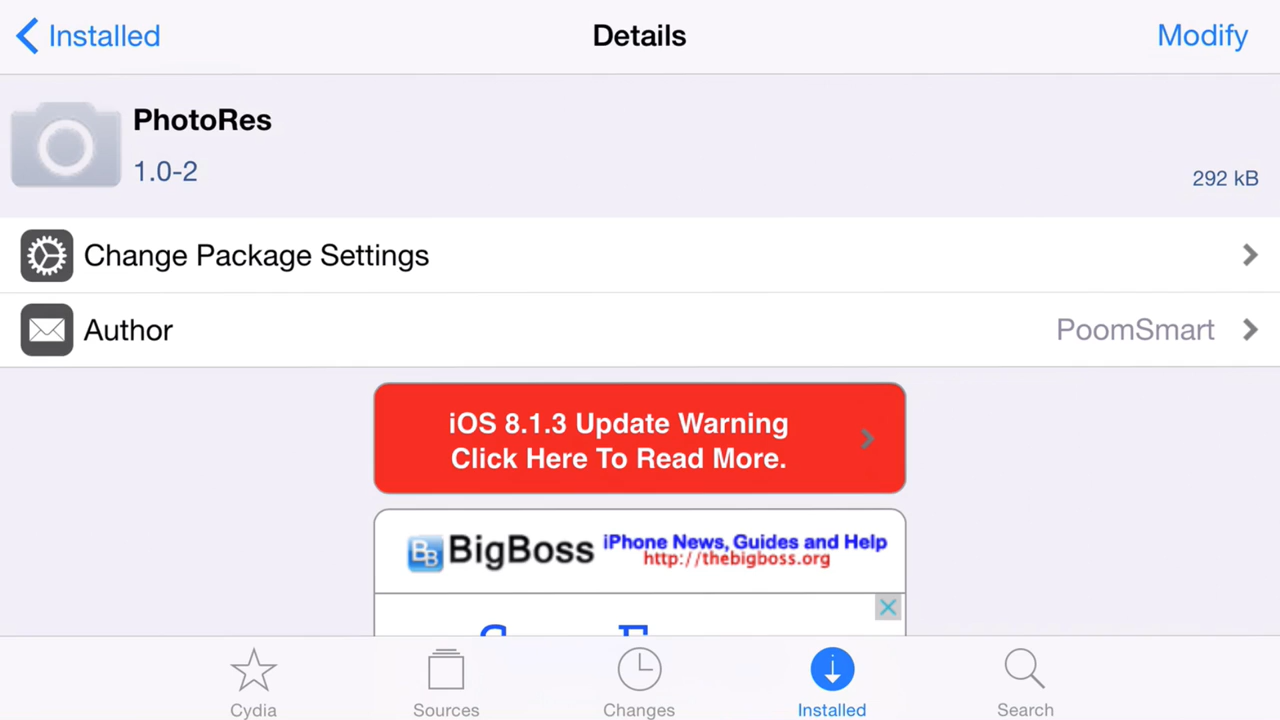 Installed
Details
Modify
PhotoRes
1.0-2
292 kB
Change Package Settings
Author
PoomSmart
iOS 8.1.3 Update Warning
Click Here To Read More.
BB BigBoss
iPhone News, Guides and Help
http://thebigboss.org
Cydia
Sources
Changes
Installed
Search